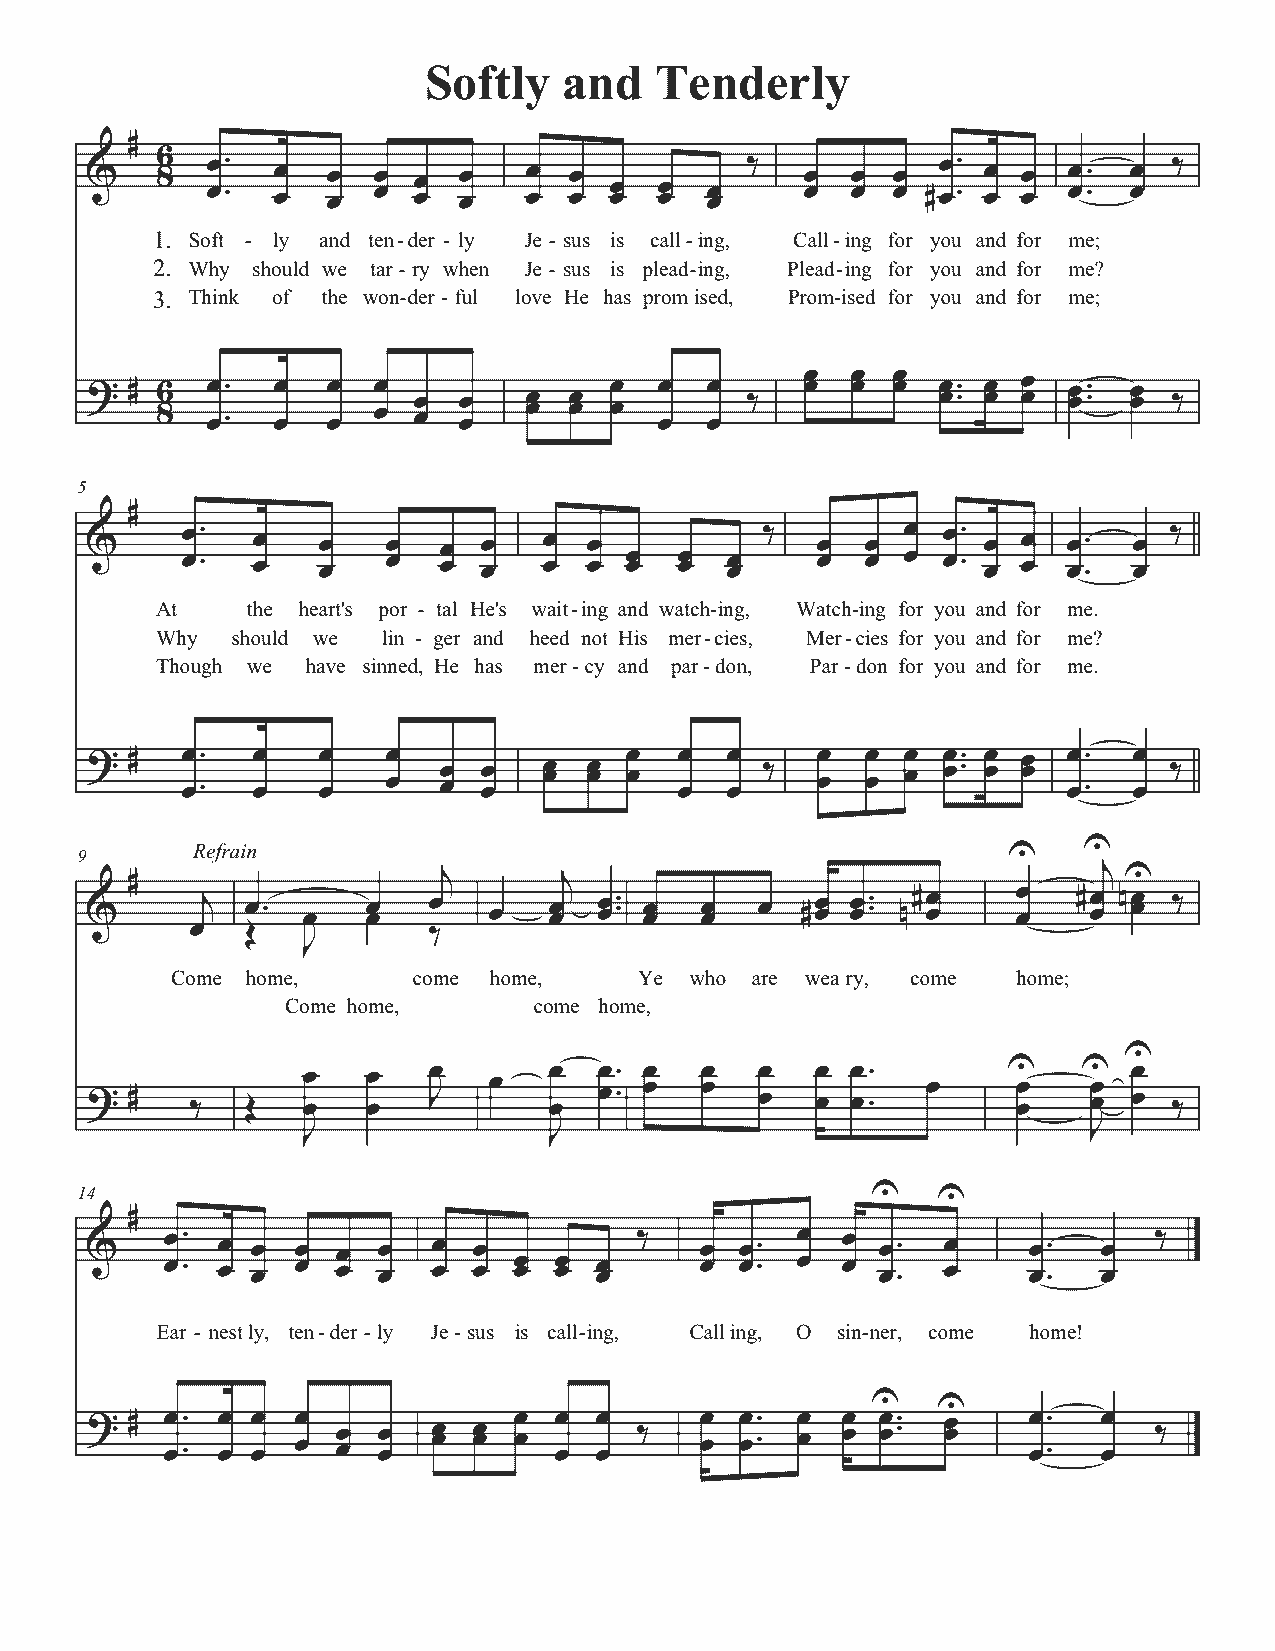 Softly and Tenderly
1. Soft - ly and ten - der - ly Je - sus is call - ing, Call - ing for you and for me;
2. Why should we tar - ry when Je - sus is plead-ing, Plead-ing for you and for me?
3. Think of the won-der - ful love He has prom ised, Prom-ised for you and for me;
5
At the heart's por - tal He's wait - ing and watch-ing, Watch-ing for you and for me.
Why should we lin - ger and heed not His mer - cies, Mer - cies for you and for me?
Though we have sinned, He has mer - cy and par - don, Par - don for you and for me.
9 Refrain
Come home, come home, Ye who are wea ry, come home;
Come home, come home,
14
Ear - nest ly, ten - der - ly Je - sus is call-ing, Call ing, O sin-ner, come home!